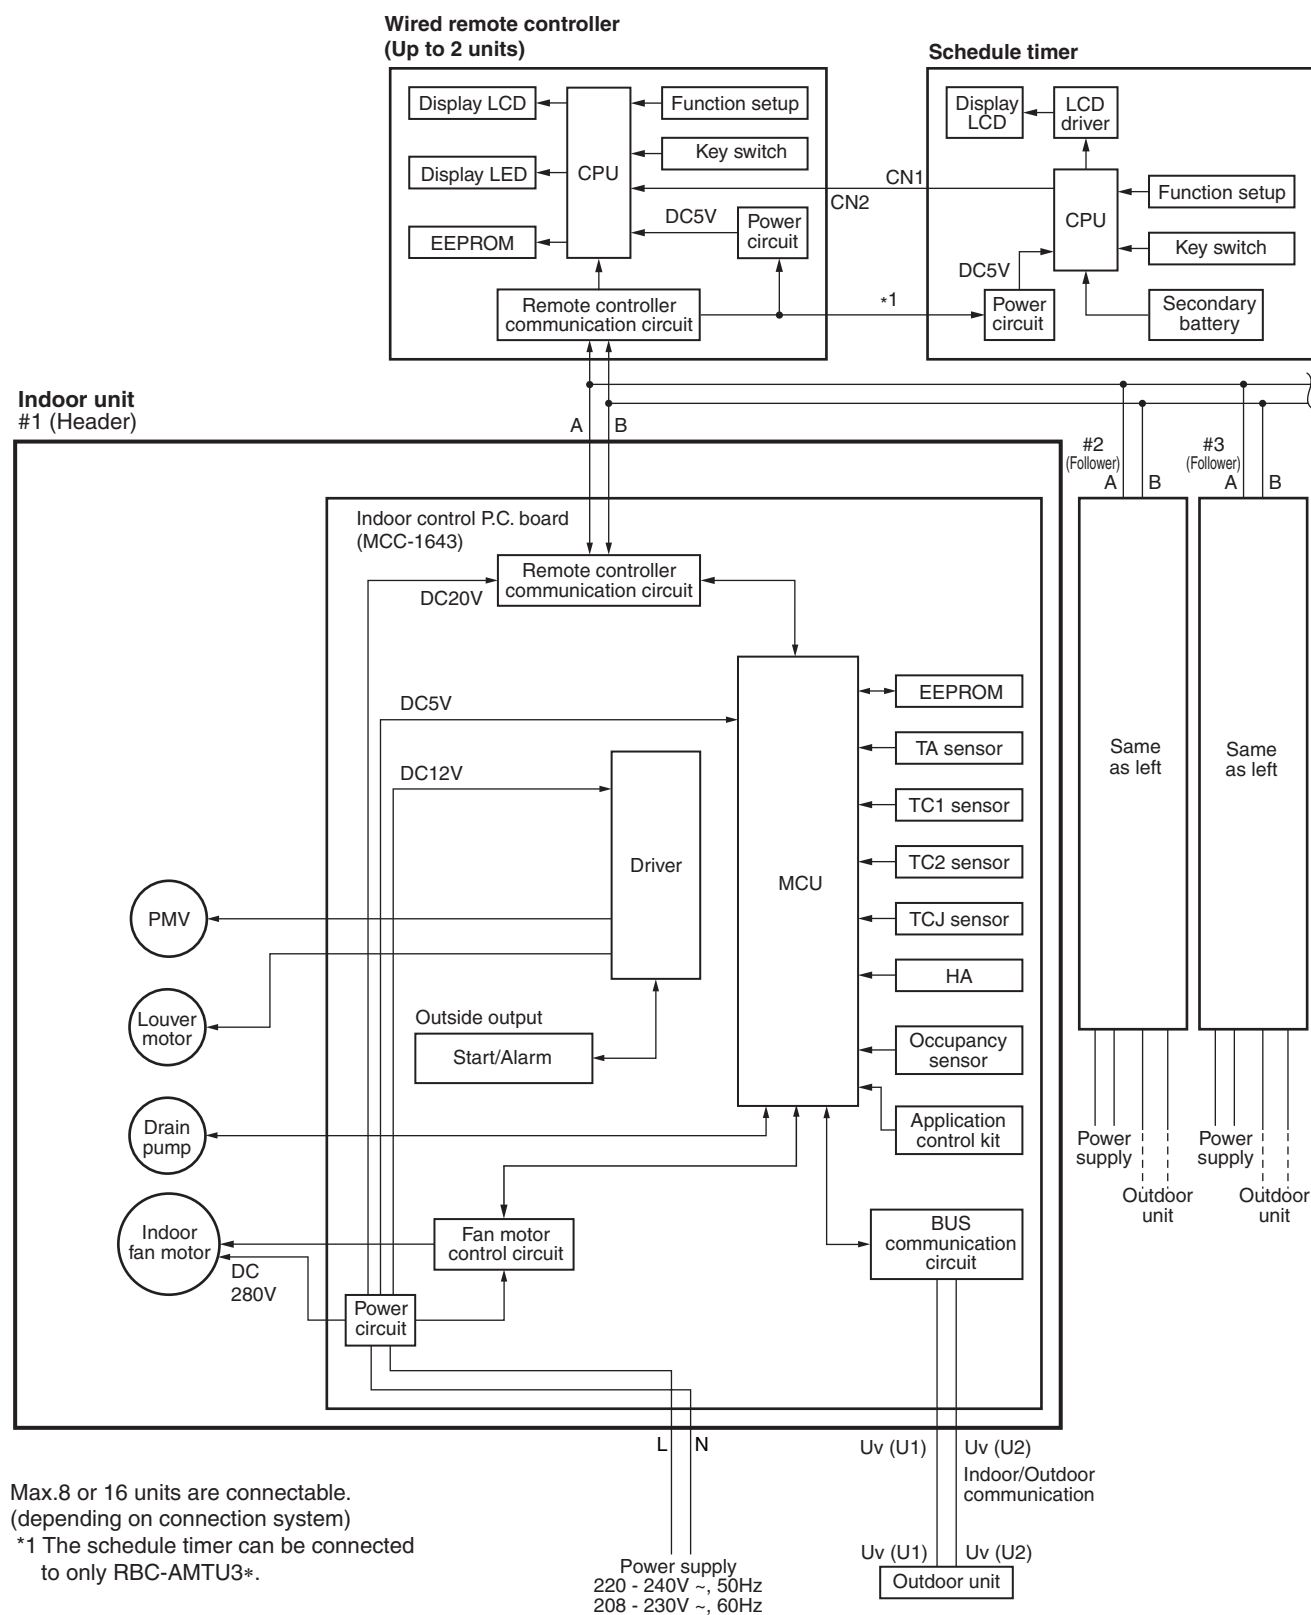 Wired remote controller
(Up to 2 units)
Schedule timer
Display LCD
CPU
Function setup
Key switch
Display LED
EEPROM
DC5V
Power
circuit
Remote controller
communication circuit
CN1
CN2
*1
Display
LCD
LCD
driver
CPU
Function setup
Key switch
DC5V
Power
circuit
Secondary
battery
Indoor unit
#1 (Header)
A
B
#2
(Follower)
A
B
#3
(Follower)
A
B
Indoor control P.C. board
(MCC-1643)
Remote controller
communication circuit
DC20V
DC5V
DC12V
Driver
MCU
EEPROM
TA sensor
TC1 sensor
TC2 sensor
TCJ sensor
HA
Occupancy
sensor
Application
control kit
Same
as left
Same
as left
PMV
Louver
motor
Outside output
Start/Alarm
Drain
pump
Indoor
fan motor
DC
280V
Fan motor
control circuit
Power
circuit
BUS
communication
circuit
Power
supply
Outdoor
unit
Power
supply
Outdoor
unit
L
N
Uv (U1)
Uv (U2)
Indoor/Outdoor
communication
Uv (U1)
Uv (U2)
Outdoor unit
Power supply
220 - 240V ~, 50Hz
208 - 230V ~, 60Hz
Max.8 or 16 units are connectable.
(depending on connection system)
*1 The schedule timer can be connected
to only RBC-AMTU3*.